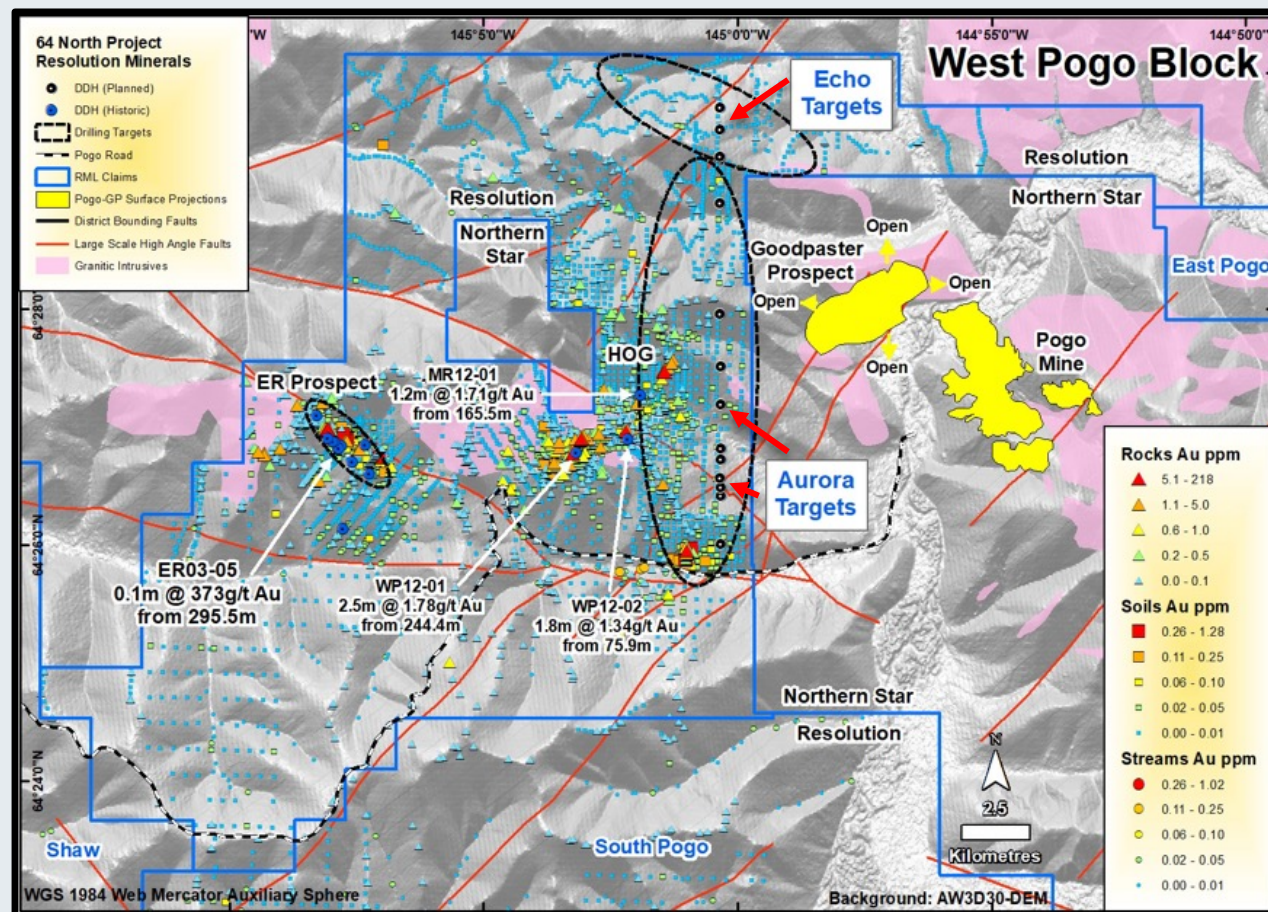 64 North Project
Resolution Minerals
DDH (Planned)
DDH (Historic)
Drilling Targets
Pogo Road
RML Claims
Pogo-GP Surface Projections
District Bounding Faults
Large Scale High Angle Faults
Granitic Intrusives
145°5'0"W
145°0'0"W
144°55'0"W
144°50'0"W
West Pogo Block
Echo
Targets
Resolution
Northern Star
Resolution
Northern
Star
Goodpaster
Prospect
Open
Open
Open
Open
East Pogo
64°28'0"N
Pogo
Mine
HOG
MR12-01
1.2m @ 1.71g/t Au
from 165.5m
ER Prospect
Aurora
Targets
64°26'0"N
ER03-05
0.1m @ 373g/t Au
from 295.5m
WP12-01
2.5m @ 1.78g/t Au
from 244.4m
WP12-02
1.8m @ 1.34g/t Au
from 75.9m
Northern Star
Resolution
64°24'0"N
Shaw
South Pogo
N
2.5
Kilometres
Rocks Au ppm
5.1 - 218
1.1 - 5.0
0.6 - 1.0
0.2 - 0.5
0.0 - 0.1
Soils Au ppm
0.26 - 1.28
0.11 - 0.25
0.06 - 0.10
0.02 - 0.05
0.00 - 0.01
Streams Au ppm
0.26 - 1.02
0.11 - 0.25
0.06 - 0.10
0.02 - 0.05
0.00 - 0.01
WGS 1984 Web Mercator Auxiliary Sphere
Background: AW3D30-DEM